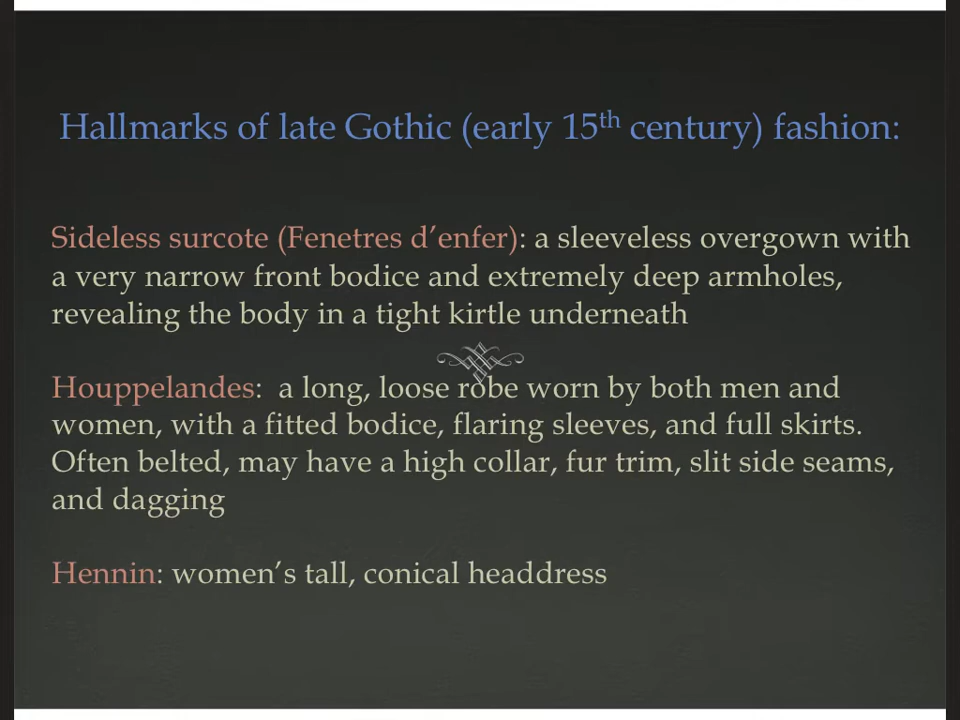 Hallmarks of late Gothic (early 15th century) fashion:
Sideless surcote (Fenetres d’enfer): a sleeveless overgown with
a very narrow front bodice and extremely deep armholes,
revealing the body in a tight kirtle underneath
Houppelandes:  a long, loose robe worn by both men and
women, with a fitted bodice, flaring sleeves, and full skirts.
Often belted, may have a high collar, fur trim, slit side seams,
and dagging
Hennin: women’s tall, conical headdress